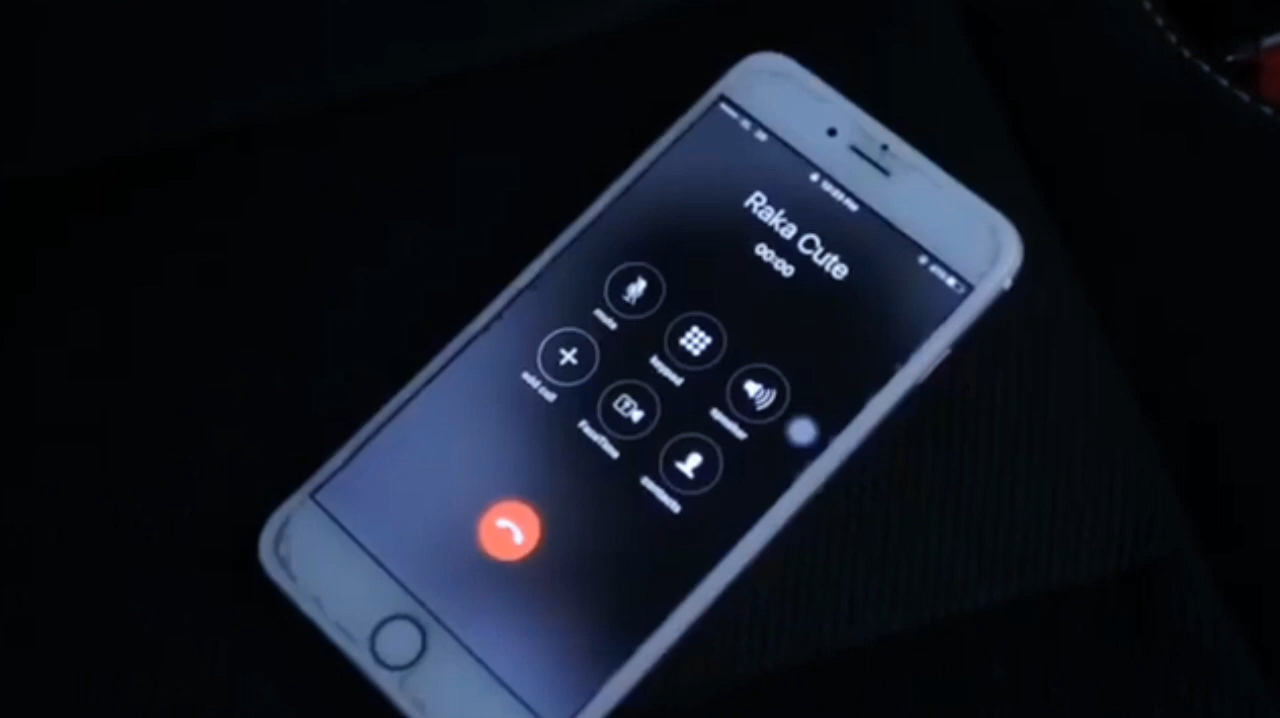 Raka Cute
00:00
mute
keypad
speaker
add call
FaceTime
contacts